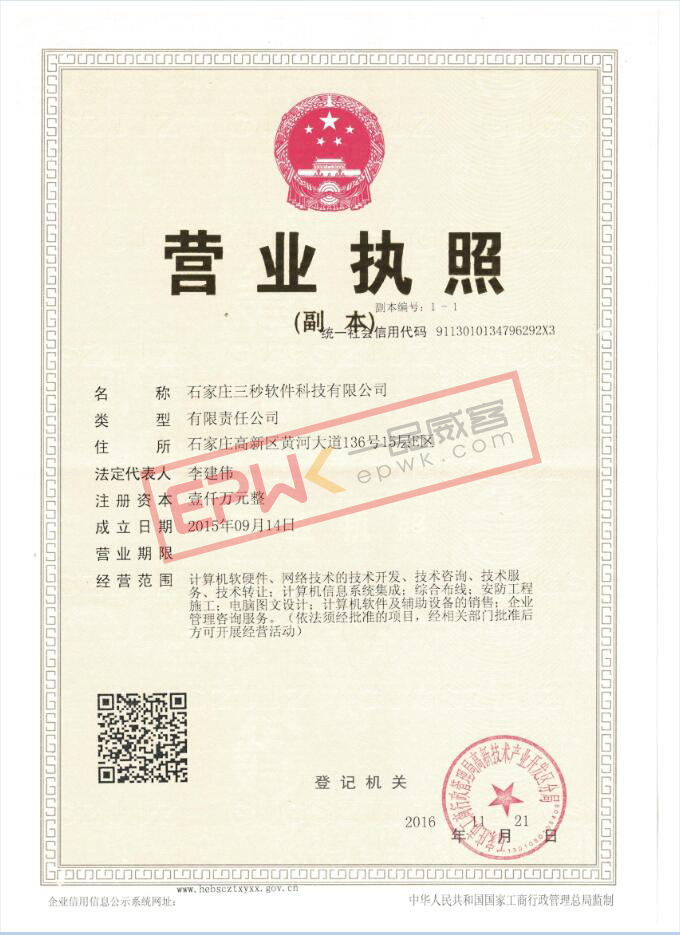 营业执照
副本编号：1－1
(副 本)
统一社会信用代码 9113010134796292X3
名 称 石家庄三秒软件科技有限公司
类 型 有限责任公司
住 所 石家庄高新区黄河大道136号15层E区
法定代表人 李建伟
注册资本 壹仟万元整
成立日期 2015年09月14日
营业期限
经营范围 计算机软硬件、网络技术的技术开发、技术咨询、技术服
务、技术转让；计算机信息系统集成；综合布线；安防工程
施工；电脑图文设计；计算机软件及辅助设备的销售；企业
管理咨询服务。（依法须经批准的项目，经相关部门批准后
方可开展经营活动）
EPWK 一品威客
epwk.com
登记机关
2016 年 11 月 21 日
www.hebscztxyxx.gov.cn
企业信用信息公示系统网址：
中华人民共和国国家工商行政管理总局监制